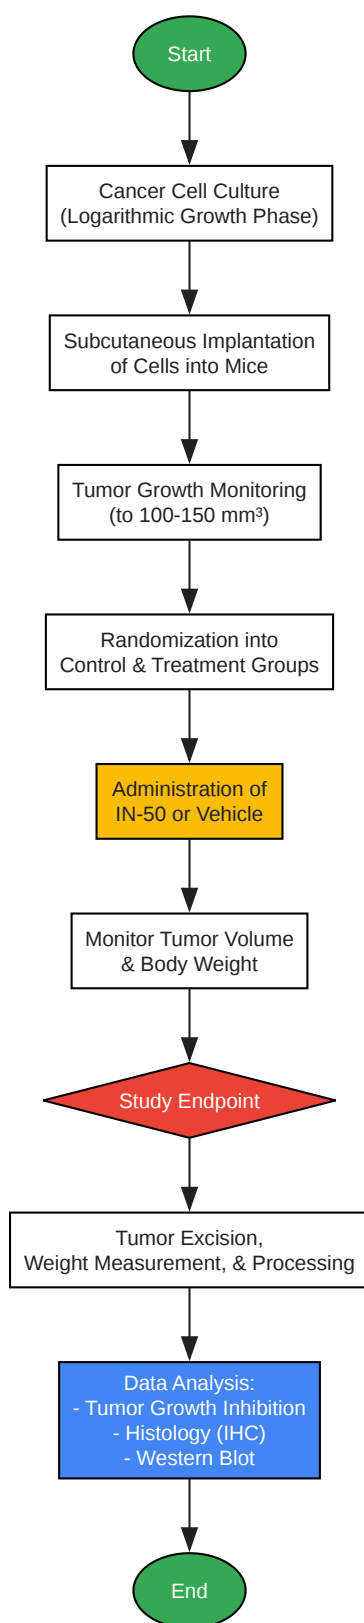 Start
Cancer Cell Culture
(Logarithmic Growth Phase)
Subcutaneous Implantation
of Cells into Mice
Tumor Growth Monitoring
(to 100-150 mm³)
Randomization into
Control & Treatment Groups
Administration of
IN-50 or Vehicle
Monitor Tumor Volume
& Body Weight
Study Endpoint
Tumor Excision,
Weight Measurement, & Processing
Data Analysis:
- Tumor Growth Inhibition
- Histology (IHC)
- Western Blot
End